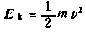 E k = 1/2 m v²